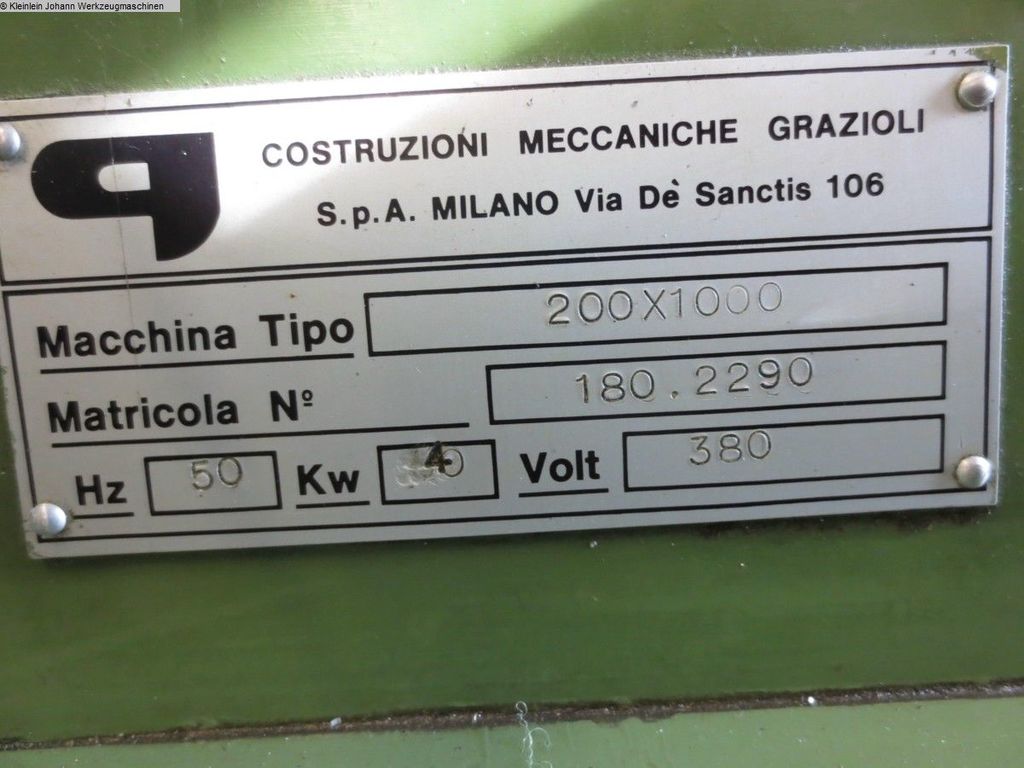 ® Kleinlein Johann Werkzeugmaschinen
COSTRUZIONI MECCANICHE GRAZIOLI
S.p.A. MILANO Via Dè Sanctis 106
Macchina Tipo 200X1000
Matricola Nº 180.2290
Hz 50 Kw Volt 380